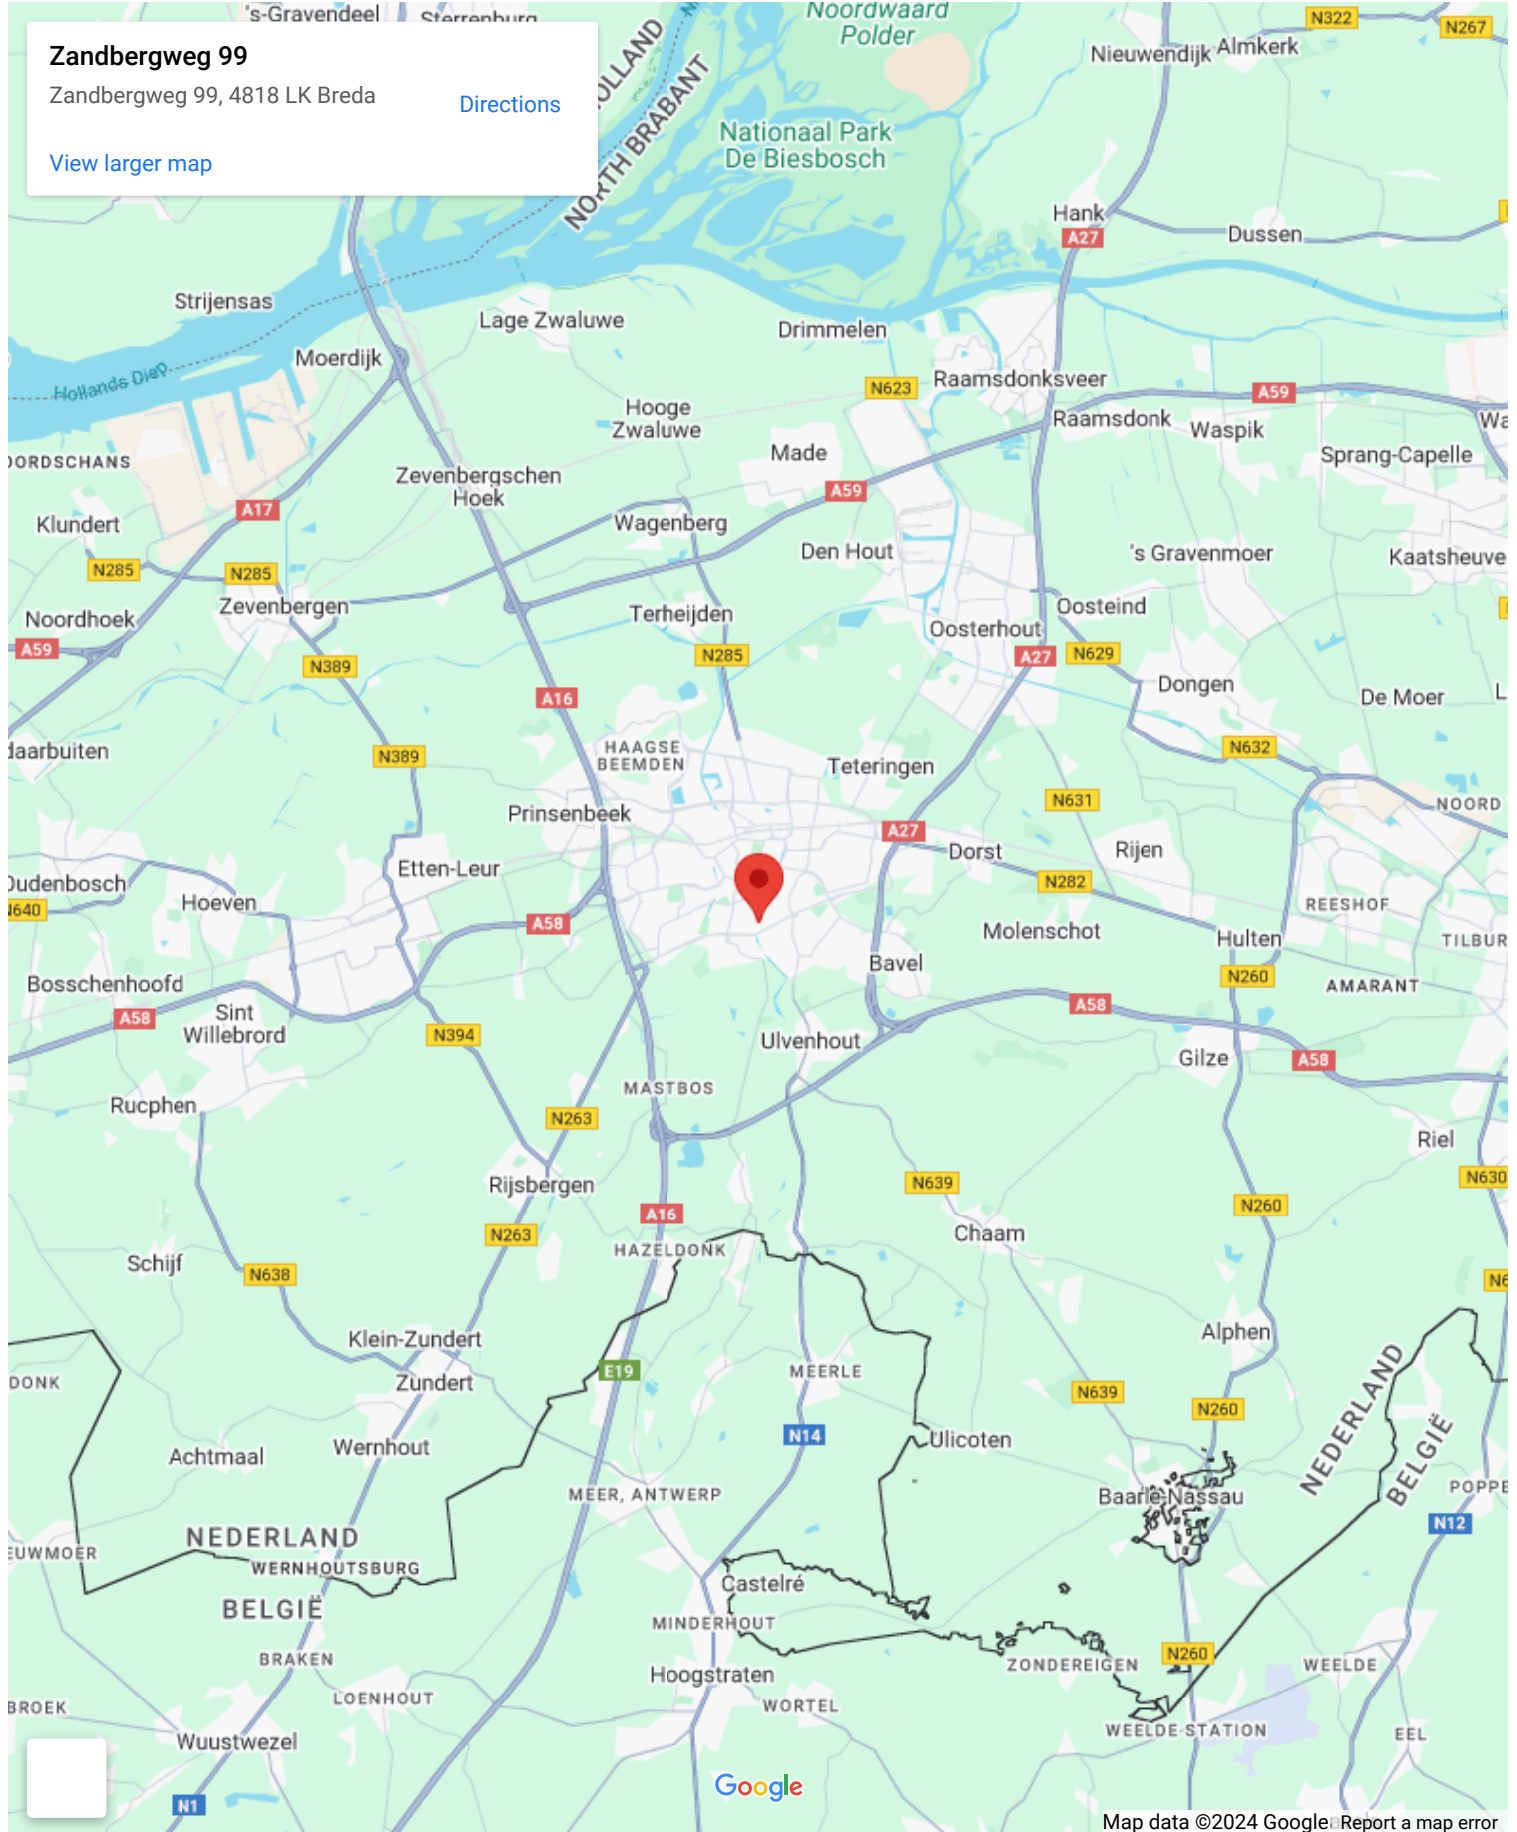 's-Gravendeel
Sterrenburg
Zandbergweg 99
Zandbergweg 99, 4818 LK Breda
Directions
View larger map
HOLLAND
NORTH BRABANT
Noordwaard
Polder
Nationaal Park
De Biesbosch
Nieuwendijk
Almkerk
N322
N267
Hank
A27
Dussen
Strijensas
Lage Zwaluwe
Drimmelen
Moerdijk
Hollands Diep
N623
Raamsdonksveer
A59
Hooge
Zwaluwe
Raamsdonk
Waspik
Made
Sprang-Capelle
Zevenbergschen
Hoek
A59
A17
Klundert
Wagenberg
Den Hout
's Gravenmoer
N285
N285
Zevenbergen
Noordhoek
Terheijden
Oosteind
Oosterhout
A59
N389
N285
A27
N629
A16
Dongen
De Moer
N389
HAAGSE
BEEMDEN
Teteringen
N632
Prinsenbeek
N631
NOORD
A27
Dorst
Rijen
Etten-Leur
N282
Hoeven
REESHOF
A58
Molenschot
Hulten
Bavel
N260
Bosschenhoofd
AMARANT
A58
Sint
Willebrord
N394
A58
Ulvenhout
Gilze
A58
MASTBOS
Rucphen
N263
Riel
Rijsbergen
N639
N630
A16
N260
N263
HAZELDONK
Chaam
Schijf
N638
Klein-Zundert
Alphen
E19
MEERLE
Zundert
N639
N260
NEDERLAND
BELGIË
N14
Ulicoten
Achtmaal
Wernhout
MEER, ANTWERP
Baarle-Nassau
N12
NEDERLAND
WERNHOUTSBURG
BELGIË
Castelré
MINDERHOUT
BRAKEN
Hoogstraten
N260
ZONDEREIGEN
WEELDE
LOENHOUT
WORTEL
WEELDE STATION
EEL
Wuustwezel
Google
N1
Map data ©2024 Google
Report a map error